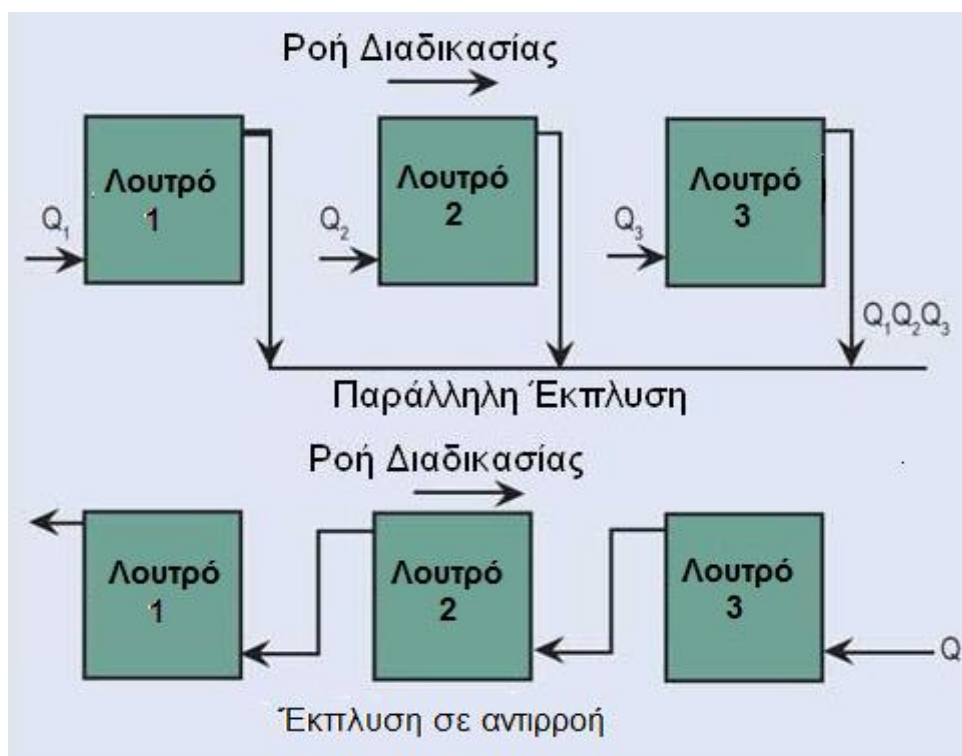 Ροή Διαδικασίας
Λουτρό
1
Λουτρό
2
Λουτρό
3
Q₁
Q₂
Q₃
Q₁Q₂Q₃
Παράλληλη Έκπλυση
Ροή Διαδικασίας
Λουτρό
1
Λουτρό
2
Λουτρό
3
Q
Έκπλυση σε αντιρροή